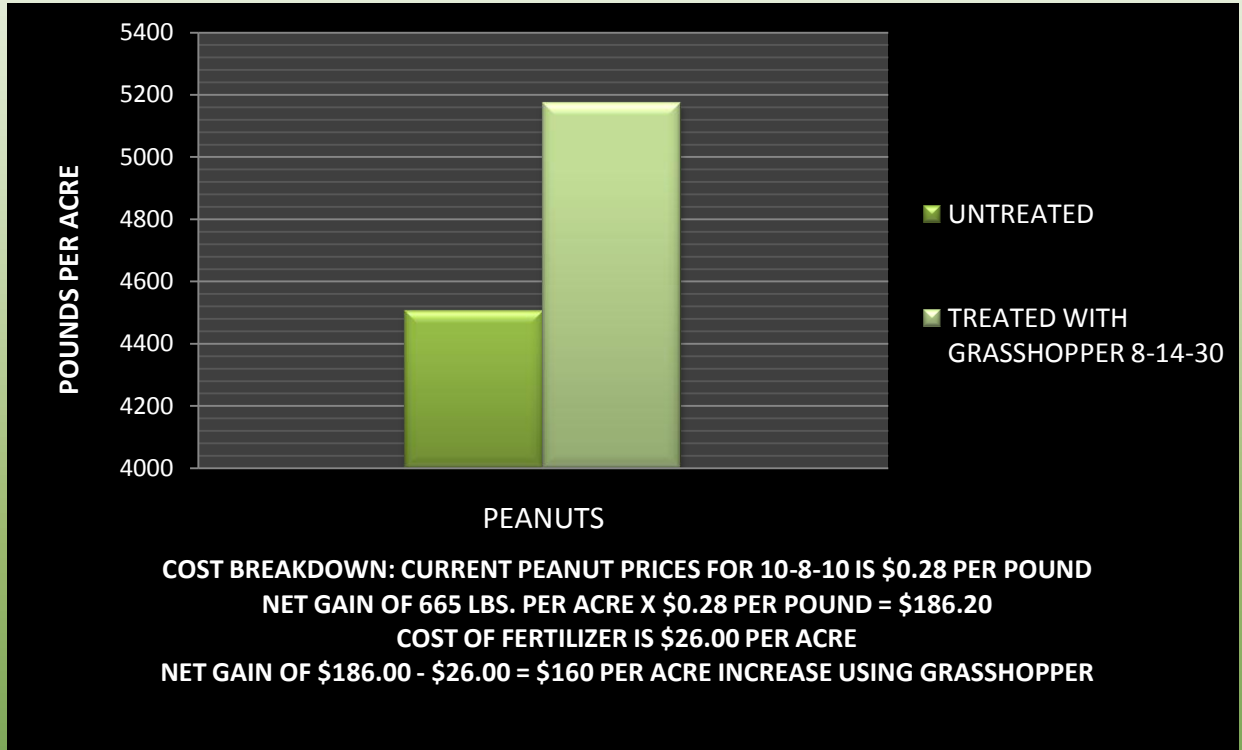 5400
5200
5000
4800
4600
4400
4200
4000
POUNDS PER ACRE
PEANUTS
UNTREATED
TREATED WITH
GRASSHOPPER 8-14-30
COST BREAKDOWN: CURRENT PEANUT PRICES FOR 10-8-10 IS $0.28 PER POUND
NET GAIN OF 665 LBS. PER ACRE X $0.28 PER POUND = $186.20
COST OF FERTILIZER IS $26.00 PER ACRE
NET GAIN OF $186.00 - $26.00 = $160 PER ACRE INCREASE USING GRASSHOPPER